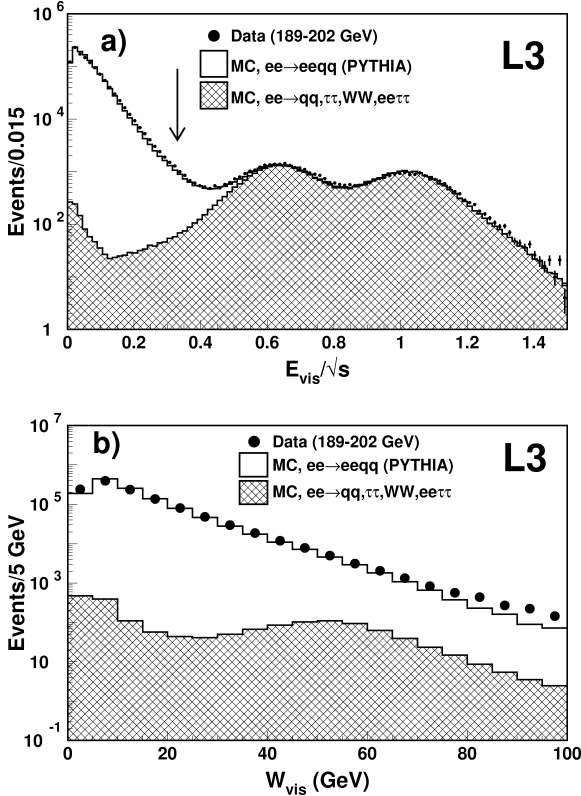 a)
L3
Data (189-202 GeV)
MC, ee→eeqq (PYTHIA)
MC, ee→qq,ττ,WW,eeττ
Events/0.015
10^6
10^4
10^2
1
0 0.2 0.4 0.6 0.8 1 1.2 1.4
E_vis/√s
b)
L3
Data (189-202 GeV)
MC, ee→eeqq (PYTHIA)
MC, ee→qq,ττ,WW,eeττ
Events/5 GeV
10^7
10^5
10^3
10
10^-1
0 20 40 60 80 100
W_vis (GeV)